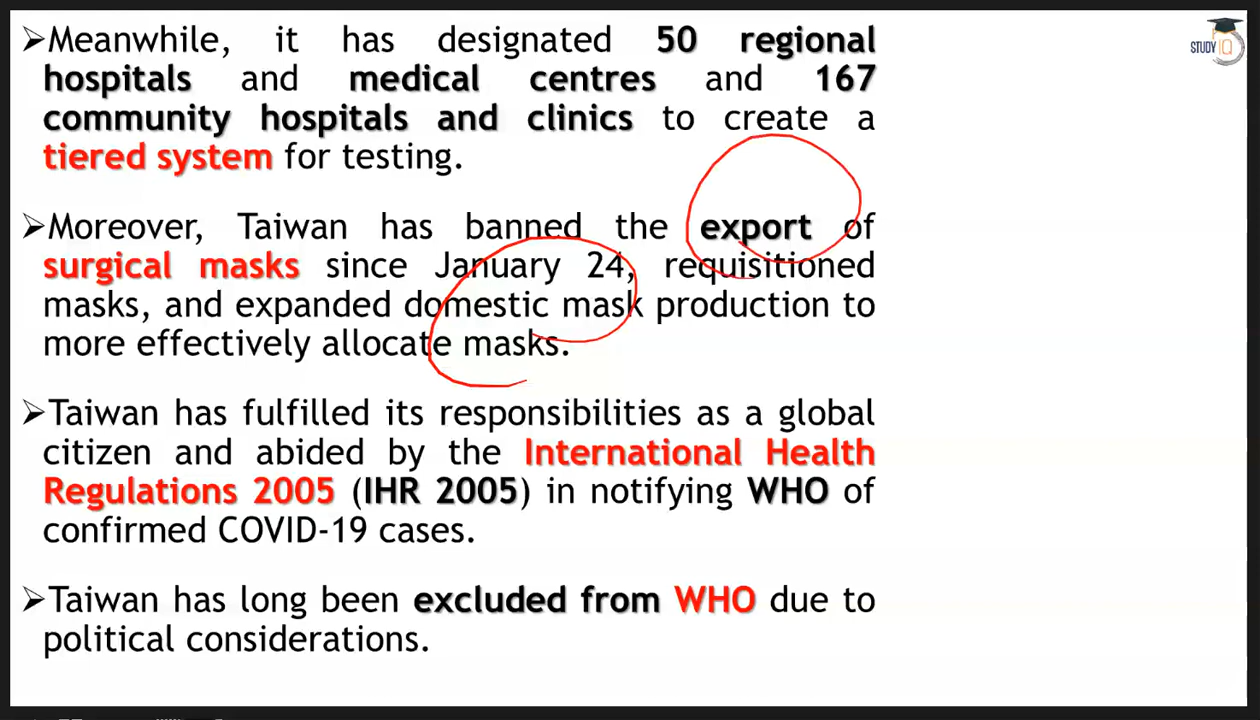 ➢Meanwhile, it has designated 50 regional
hospitals and medical centres and 167
community hospitals and clinics to create a
tiered system for testing.
➢Moreover, Taiwan has banned the export of
surgical masks since January 24, requisitioned
masks, and expanded domestic mask production to
more effectively allocate masks.
➢Taiwan has fulfilled its responsibilities as a global
citizen and abided by the International Health
Regulations 2005 (IHR 2005) in notifying WHO of
confirmed COVID-19 cases.
➢Taiwan has long been excluded from WHO due to
political considerations.
STUDY IQ